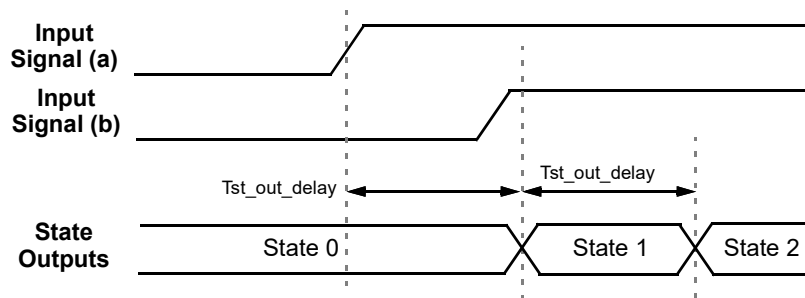 Input
Signal (a)
Input
Signal (b)
Tst_out_delay
Tst_out_delay
State
Outputs
State 0
State 1
State 2